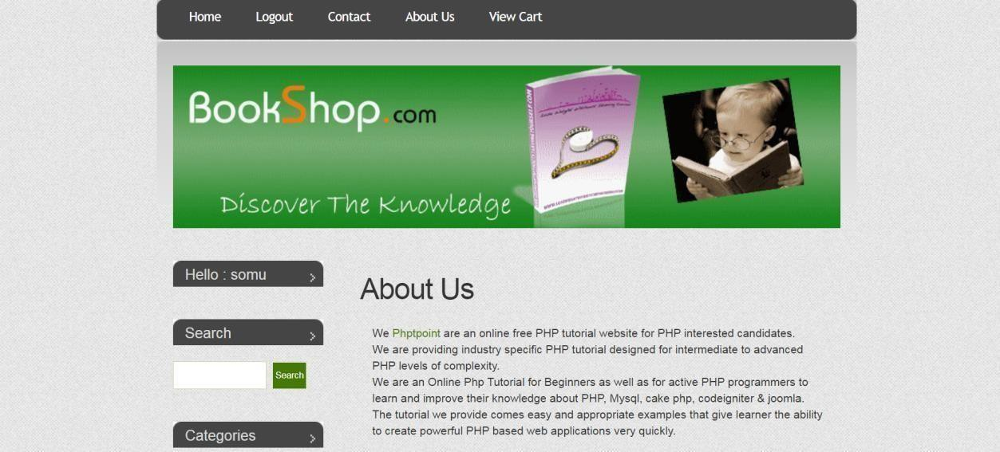 Home Logout Contact About Us View Cart
BookShop.com
Discover The Knowledge
Hello : somu
Search
Search
Categories
About Us
We Phptpoint are an online free PHP tutorial website for PHP interested candidates.
We are providing industry specific PHP tutorial designed for intermediate to advanced
PHP levels of complexity.
We are an Online Php Tutorial for Beginners as well as for active PHP programmers to
learn and improve their knowledge about PHP, Mysql, cake php, codeigniter & joomla.
The tutorial we provide comes easy and appropriate examples that give learner the ability
to create powerful PHP based web applications very quickly.